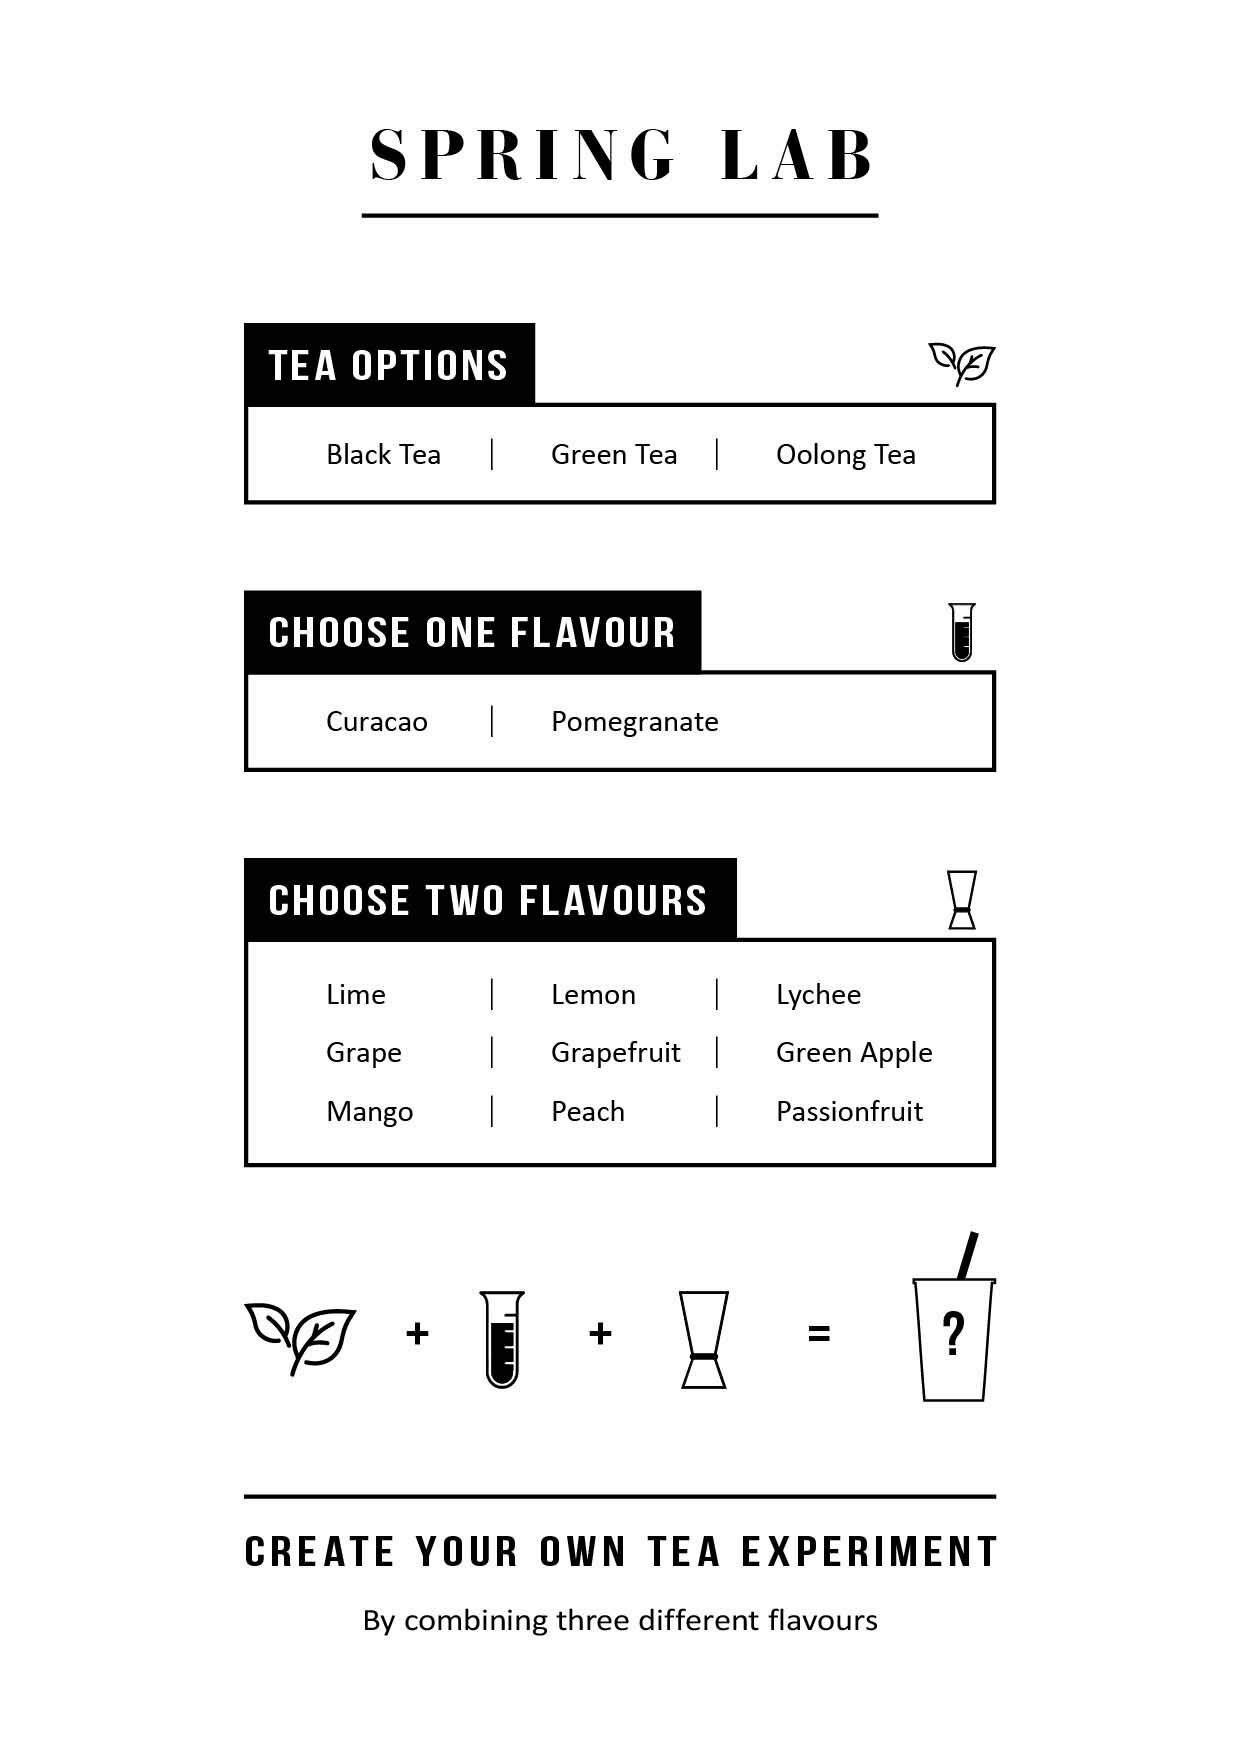 SPRING LAB
TEA OPTIONS
Black Tea | Green Tea | Oolong Tea
CHOOSE ONE FLAVOUR
Curacao | Pomegranate
CHOOSE TWO FLAVOURS
Lime | Lemon | Lychee
Grape | Grapefruit | Green Apple
Mango | Peach | Passionfruit
+ + = ?
CREATE YOUR OWN TEA EXPERIMENT
By combining three different flavours